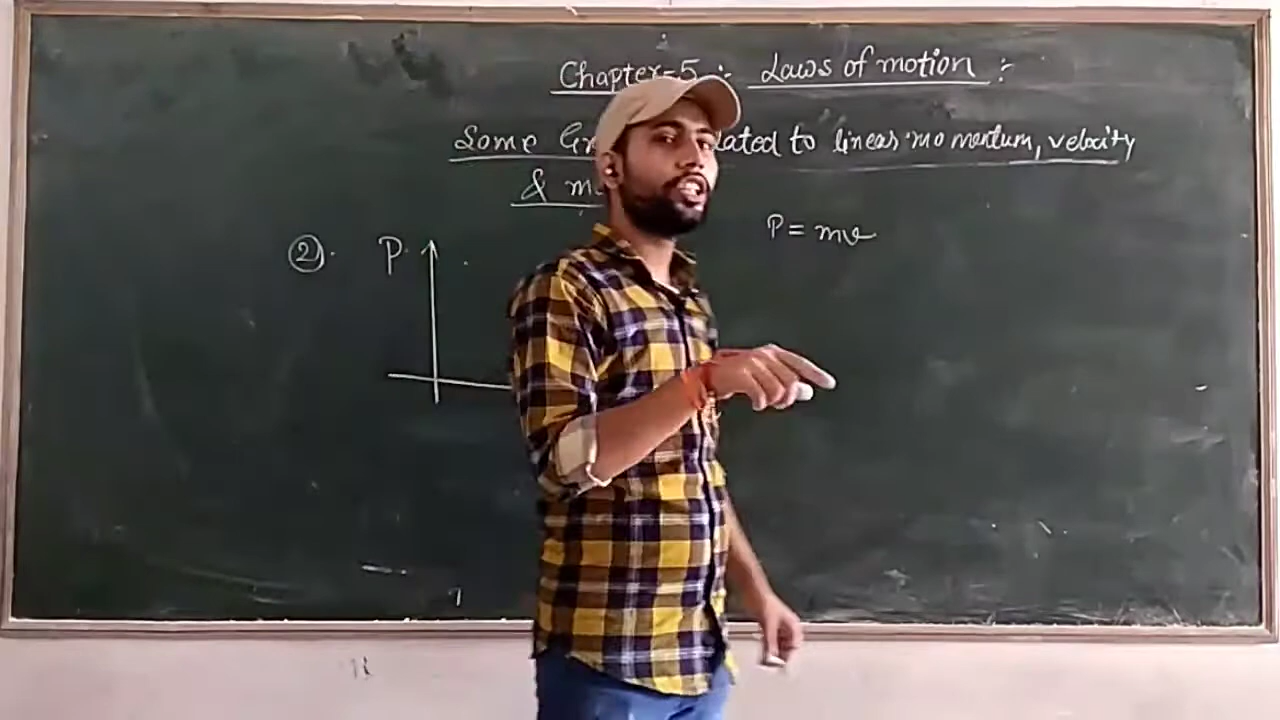 Chapter-5 :- Laws of motion :-
Some Gr lated to linear momentum, velocity
& m
P = mv
2). P